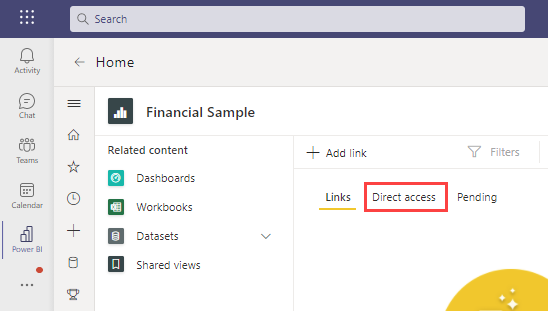 Search
Activity
Chat
Teams
Calendar
Power BI
Home
Financial Sample
Related content
Dashboards
Workbooks
Datasets
Shared views
Add link
Filters
Links
Direct access
Pending